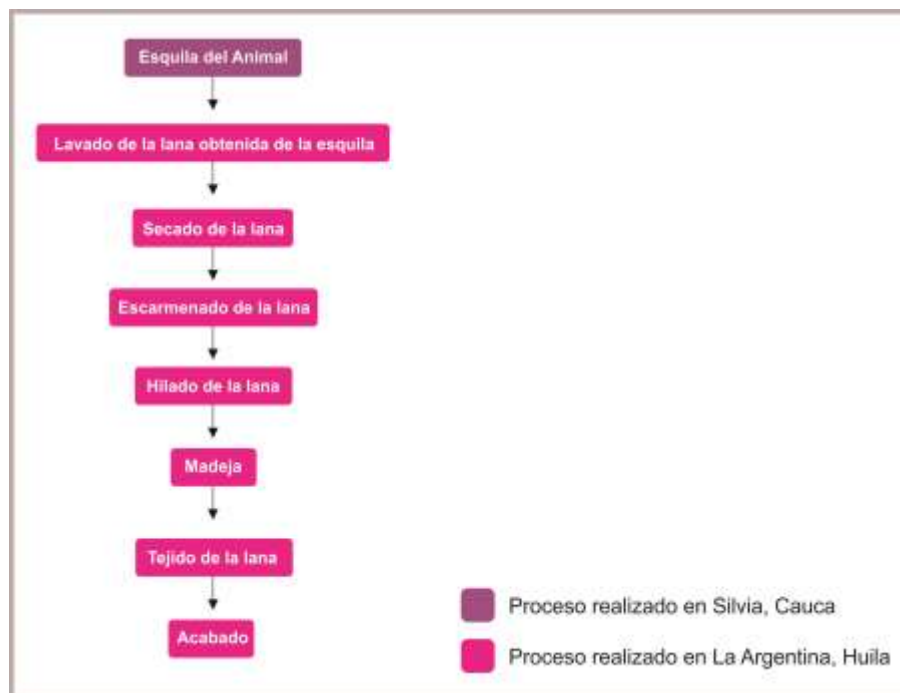 Esquila del Animal
Lavado de la lana obtenida de la esquila
Secado de la lana
Escarmenado de la lana
Hilado de la lana
Madeja
Tejido de la lana
Acabado
Proceso realizado en Silvia, Cauca
Proceso realizado en La Argentina, Huila